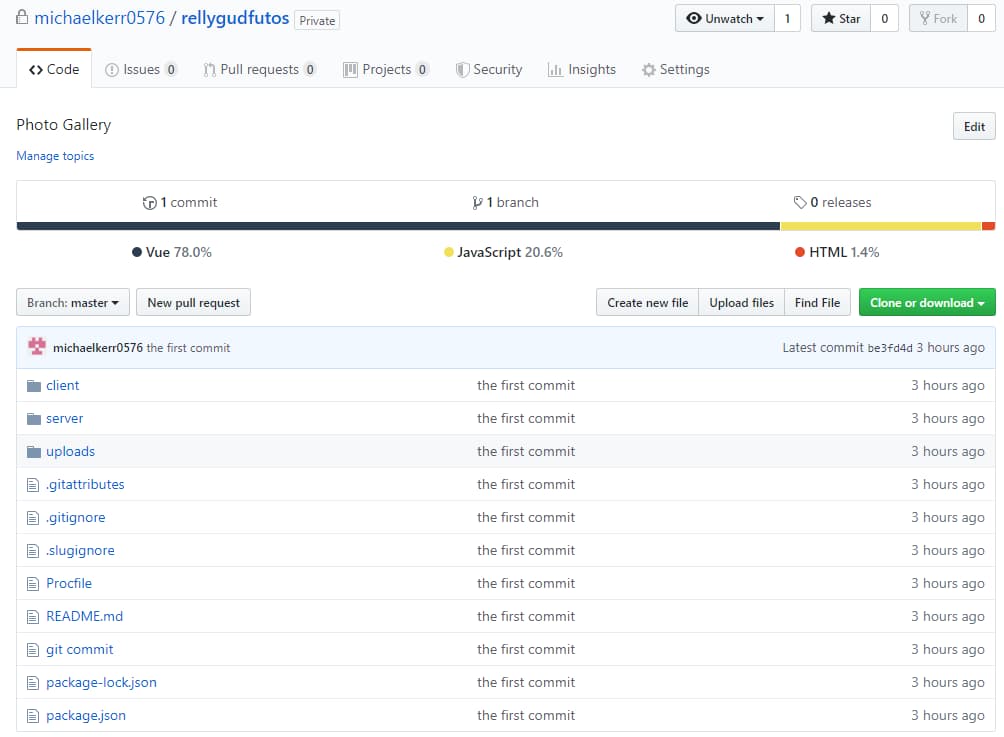 michaelkerr0576 / rellygudfutos Private Unwatch 1 Star 0 Fork 0
Code Issues 0 Pull requests 0 Projects 0 Security Insights Settings
Photo Gallery Edit
Manage topics
1 commit 1 branch 0 releases
Vue 78.0% JavaScript 20.6% HTML 1.4%
Branch: master New pull request Create new file Upload files Find File Clone or download
michaelkerr0576 the first commit Latest commit be3fd4d 3 hours ago
client the first commit 3 hours ago
server the first commit 3 hours ago
uploads the first commit 3 hours ago
.gitattributes the first commit 3 hours ago
.gitignore the first commit 3 hours ago
.slugignore the first commit 3 hours ago
Procfile the first commit 3 hours ago
README.md the first commit 3 hours ago
git commit the first commit 3 hours ago
package-lock.json the first commit 3 hours ago
package.json the first commit 3 hours ago